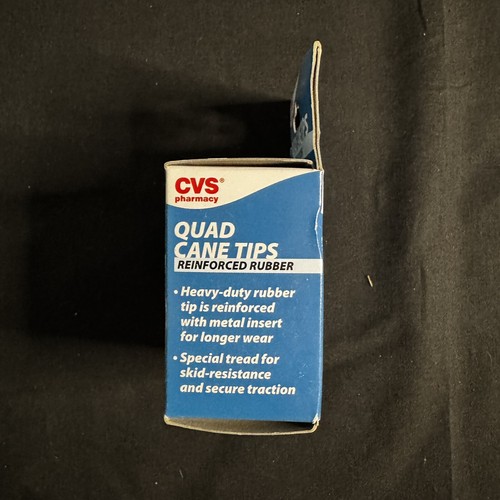 CVS®
pharmacy
QUAD
CANE TIPS
REINFORCED RUBBER
• Heavy-duty rubber
tip is reinforced
with metal insert
for longer wear
• Special tread for
skid-resistance
and secure traction